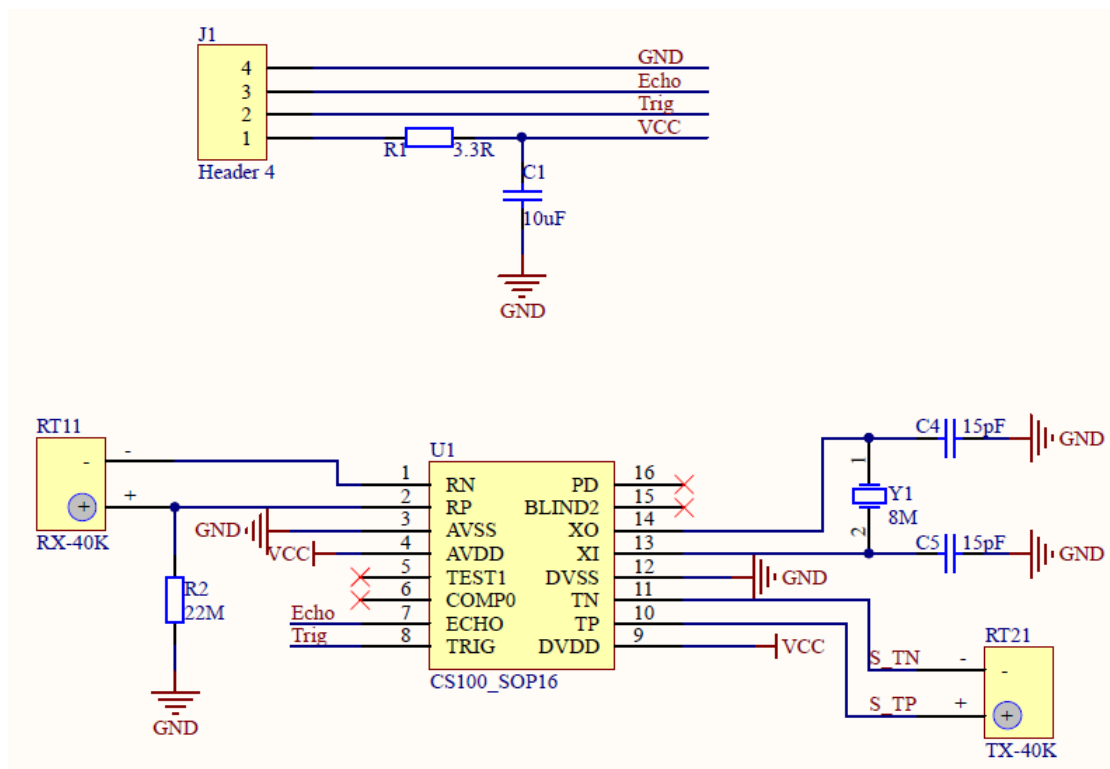 J1
4 GND
3 Echo
2 Trig
1 VCC
R1 3.3R
Header 4
C1
10uF
GND
RT11
-
-
+
+
RX-40K
R2
22M
GND
GND
VCC
Echo
Trig
U1
1 RN PD 16
2 RP BLIND2 15
3 AVSS XO 14
4 AVDD XI 13
5 TEST1 DVSS 12
6 COMP0 TN 11
7 ECHO TP 10
8 TRIG DVDD 9
CS100_SOP16
C4 15pF
GND
1
Y1
8M
2
C5 15pF
GND
GND
VCC
RT21
S_TN - -
S_TP + +
TX-40K